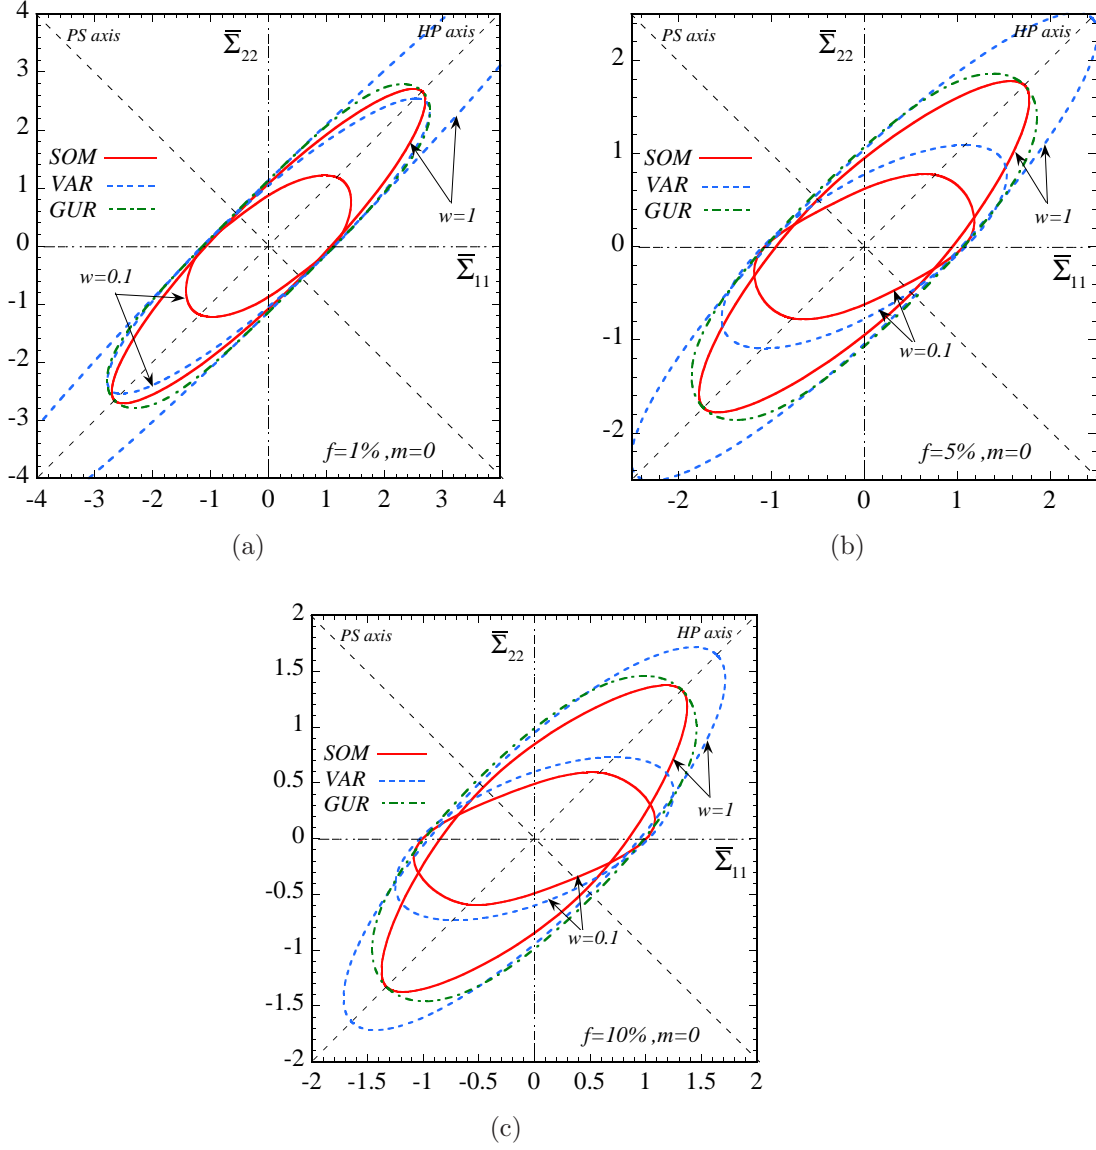 4
3
2
1
0
-1
-2
-3
-4
-4 -3 -2 -1 0 1 2 3 4
PS axis
HP axis
Σ̅22
Σ̅11
SOM
VAR
GUR
w=1
w=0.1
f=1% ,m=0
(a)
2
1
0
-1
-2
-2 -1 0 1 2
PS axis
HP axis
Σ̅22
Σ̅11
SOM
VAR
GUR
w=1
w=0.1
f=5% ,m=0
(b)
2
1.5
1
0.5
0
-0.5
-1
-1.5
-2
-2 -1.5 -1 -0.5 0 0.5 1 1.5 2
PS axis
HP axis
Σ̅22
Σ̅11
SOM
VAR
GUR
w=1
w=0.1
f=10% ,m=0
(c)